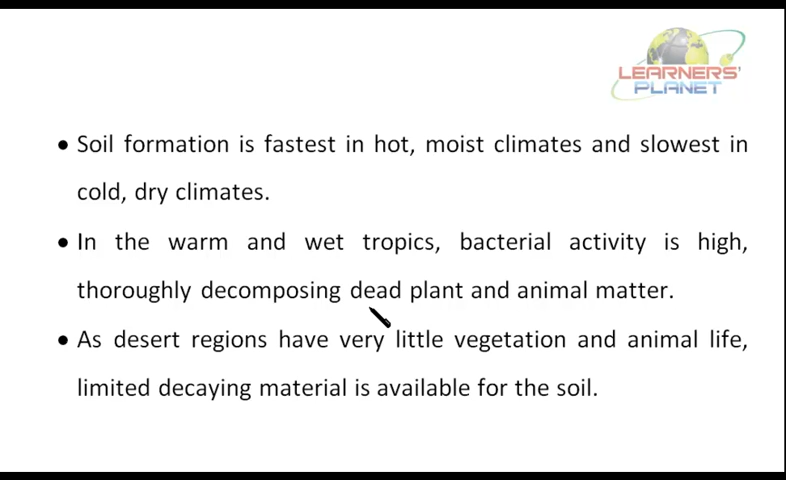 LEARNERS'
PLANET
• Soil formation is fastest in hot, moist climates and slowest in
cold, dry climates.
• In the warm and wet tropics, bacterial activity is high,
thoroughly decomposing dead plant and animal matter.
• As desert regions have very little vegetation and animal life,
limited decaying material is available for the soil.